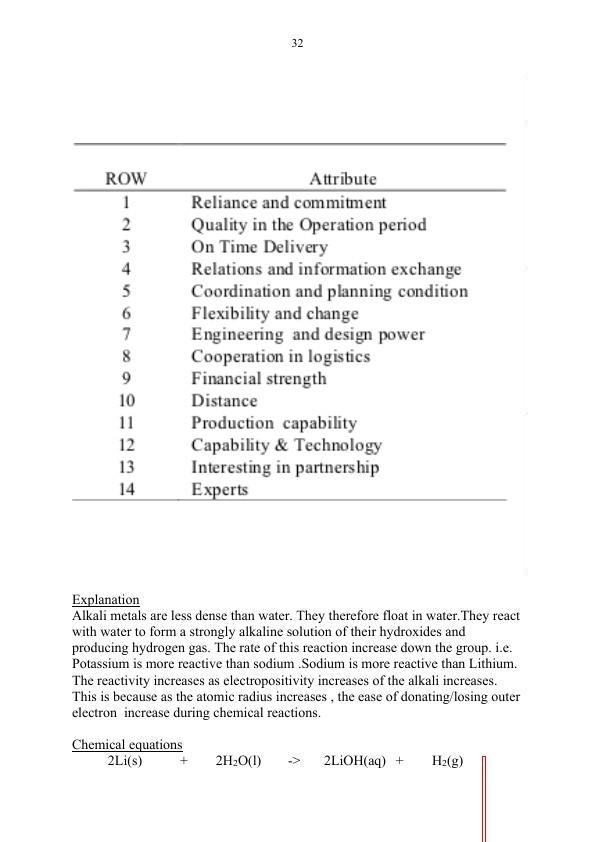 32
ROW Attribute
1 Reliance and commitment
2 Quality in the Operation period
3 On Time Delivery
4 Relations and information exchange
5 Coordination and planning condition
6 Flexibility and change
7 Engineering and design power
8 Cooperation in logistics
9 Financial strength
10 Distance
11 Production capability
12 Capability & Technology
13 Interesting in partnership
14 Experts
Explanation
Alkali metals are less dense than water. They therefore float in water.They react
with water to form a strongly alkaline solution of their hydroxides and
producing hydrogen gas. The rate of this reaction increase down the group. i.e.
Potassium is more reactive than sodium .Sodium is more reactive than Lithium.
The reactivity increases as electropositivity increases of the alkali increases.
This is because as the atomic radius increases , the ease of donating/losing outer
electron increase during chemical reactions.
Chemical equations
2Li(s) + 2H₂O(l) -> 2LiOH(aq) + H₂(g)